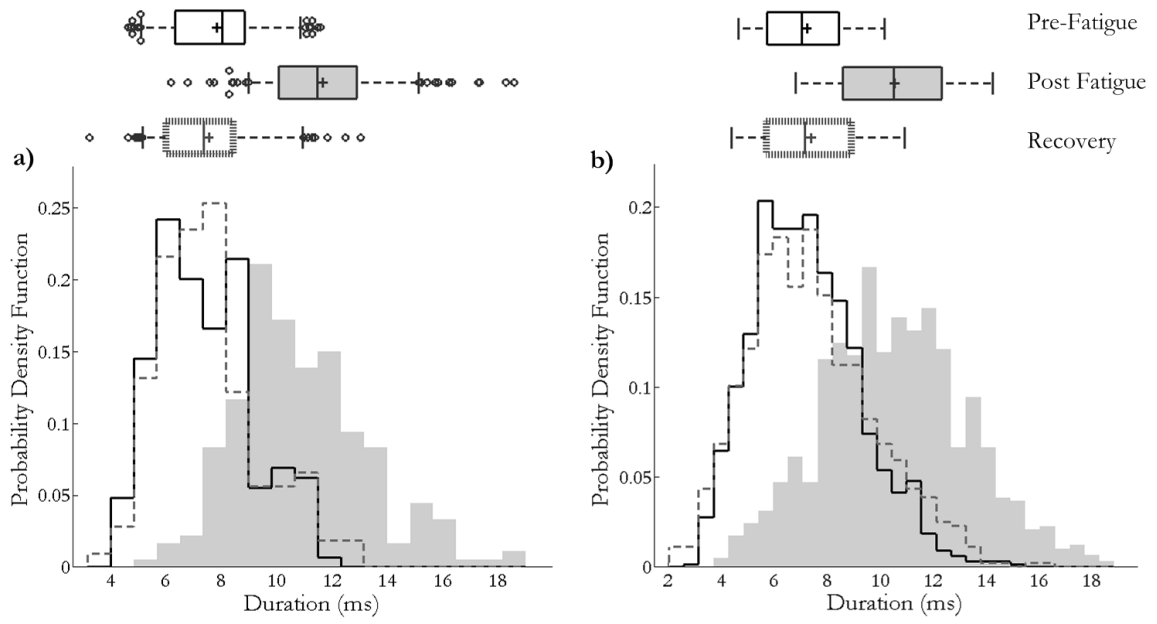 Pre-Fatigue
Post Fatigue
Recovery
a)
b)
Probability Density Function
0.25
0.2
0.15
0.1
0.05
0
4 6 8 10 12 14 16 18
Duration (ms)
Probability Density Function
0.2
0.15
0.1
0.05
0
2 4 6 8 10 12 14 16 18
Duration (ms)